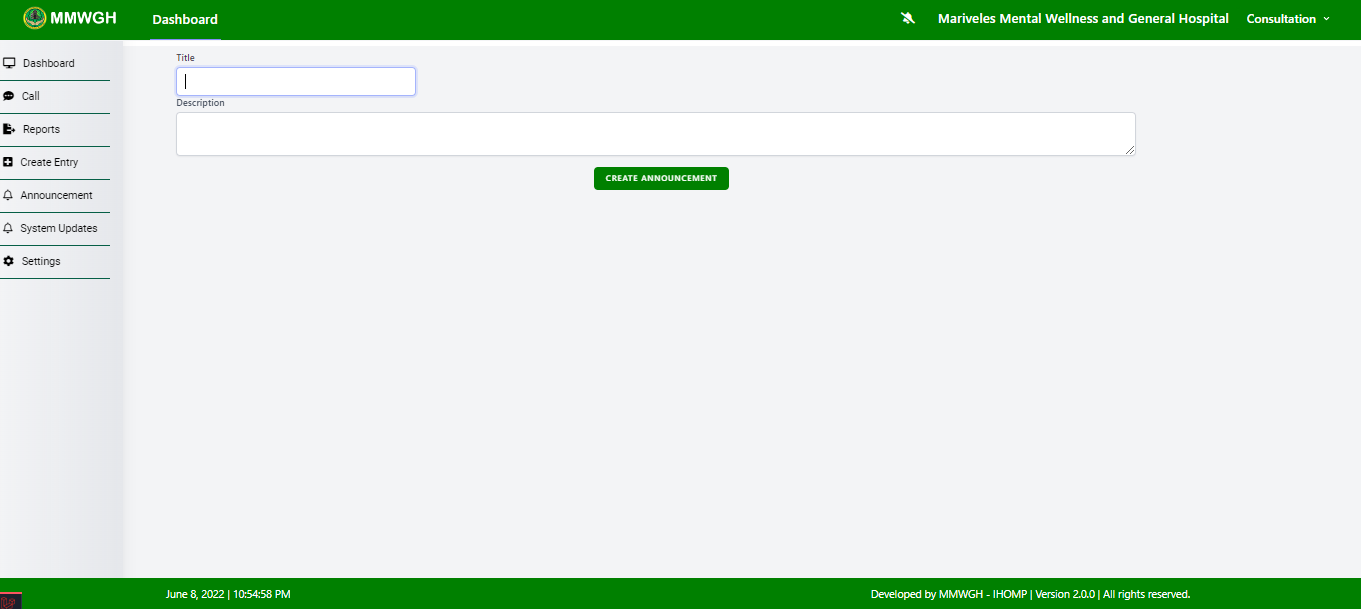 MMWGH Dashboard Mariveles Mental Wellness and General Hospital Consultation
Dashboard
Call
Reports
Create Entry
Announcement
System Updates
Settings
Title
Description
CREATE ANNOUNCEMENT
June 8, 2022 | 10:54:58 PM Developed by MMWGH - IHOMP | Version 2.0.0 | All rights reserved.